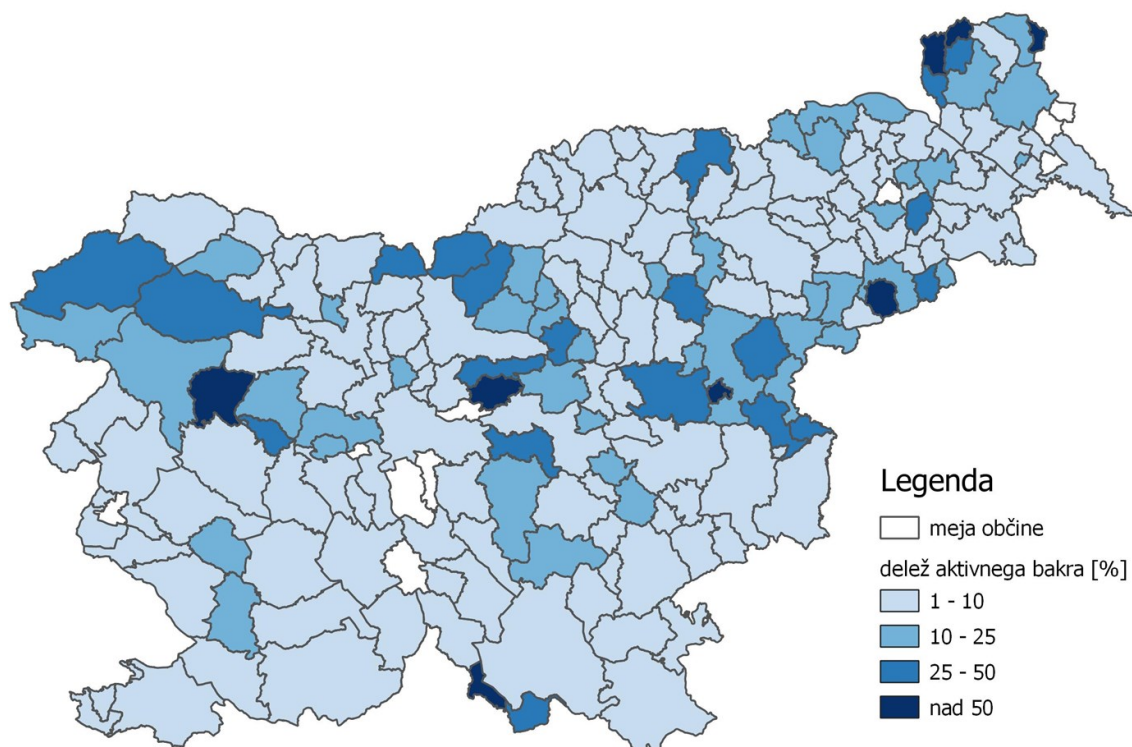 Legenda
meja občine
delež aktivnega bakra [%]
1 - 10
10 - 25
25 - 50
nad 50